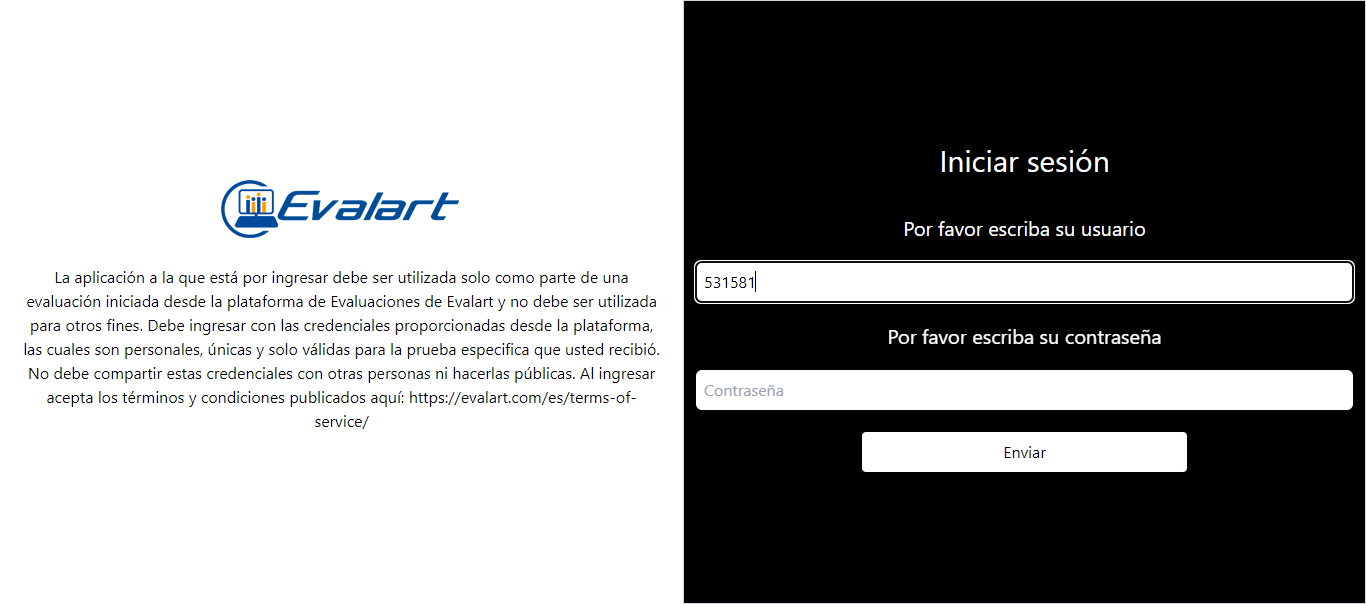 Evalart
La aplicación a la que está por ingresar debe ser utilizada solo como parte de una
evaluación iniciada desde la plataforma de Evaluaciones de Evalart y no debe ser utilizada
para otros fines. Debe ingresar con las credenciales proporcionadas desde la plataforma,
las cuales son personales, únicas y solo válidas para la prueba especifica que usted recibió.
No debe compartir estas credenciales con otras personas ni hacerlas públicas. Al ingresar
acepta los términos y condiciones publicados aquí: https://evalart.com/es/terms-of-
service/
Iniciar sesión
Por favor escriba su usuario
531581
Por favor escriba su contraseña
Contraseña
Enviar